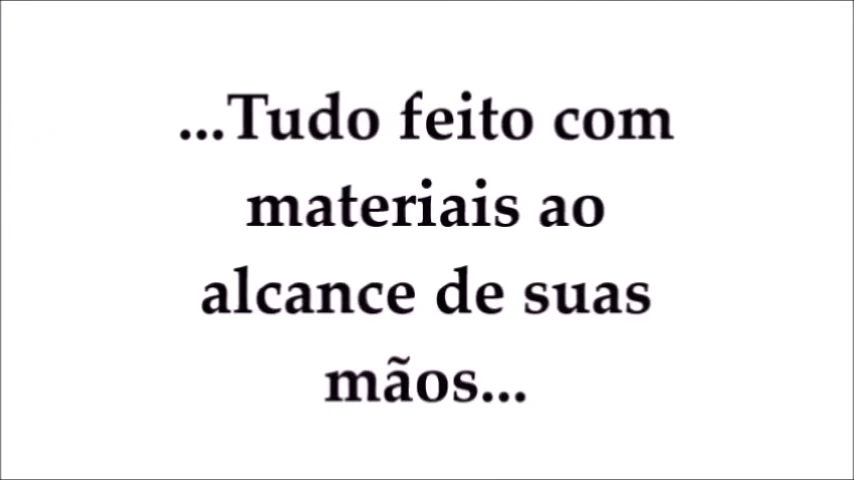 ...Tudo feito com
materiais ao
alcance de suas
mãos...